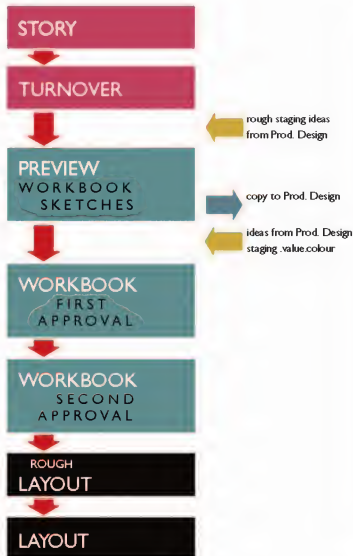 STORY
TURNOVER
rough staging ideas
from Prod. Design
PREVIEW
WORKBOOK
SKETCHES
copy to Prod. Design
ideas from Prod. Design
staging .value.colour
WORKBOOK
FIRST
APPROVAL
WORKBOOK
SECOND
APPROVAL
ROUGH
LAYOUT
LAYOUT